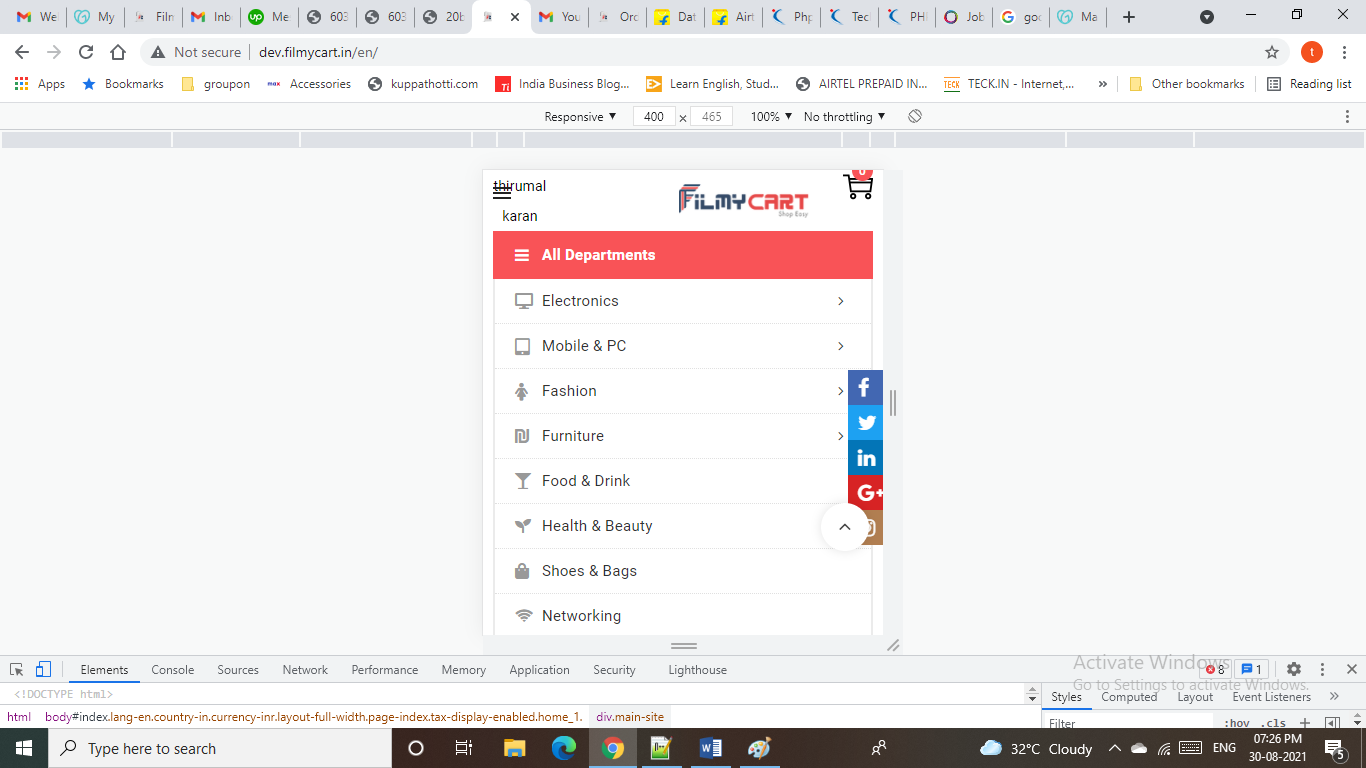 We
My
Film
Inb
Me
603
603
20b
You
Ord
Dat
Airt
Php
Tec
PH
Job
goo
Ma
Not secure dev.filmycart.in/en/
t
Apps Bookmarks groupon Accessories kuppathotti.com India Business Blog... Learn English, Stud... AIRTEL PREPAID IN... TECK.IN - Internet,... » Other bookmarks Reading list
Responsive ▼ 400 × 465 100% ▼ No throttling ▼
thirumal
karan
FILMYCART
Shop Easy
0
All Departments
Electronics
Mobile & PC
Fashion
Furniture
Food & Drink
Health & Beauty
Shoes & Bags
Networking
f
in
G+
Elements Console Sources Network Performance Memory Application Security Lighthouse
8 1
Activate Windows
Go to Settings to activate Windows.
<!DOCTYPE html>
html body#index.lang-en.country-in.currency-inr.layout-full-width.page-index.tax-display-enabled.home_1. div.main-site
Styles Computed Layout Event Listeners »
Filter :hov .cls +
Type here to search
32°C Cloudy
ENG
07:26 PM
30-08-2021
5